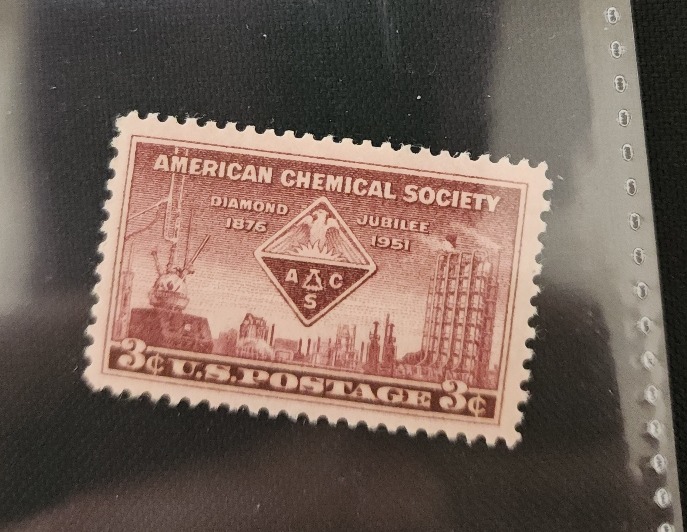 AMERICAN CHEMICAL SOCIETY
DIAMOND JUBILEE
1876 1951
A C
S
3¢ U.S. POSTAGE 3¢